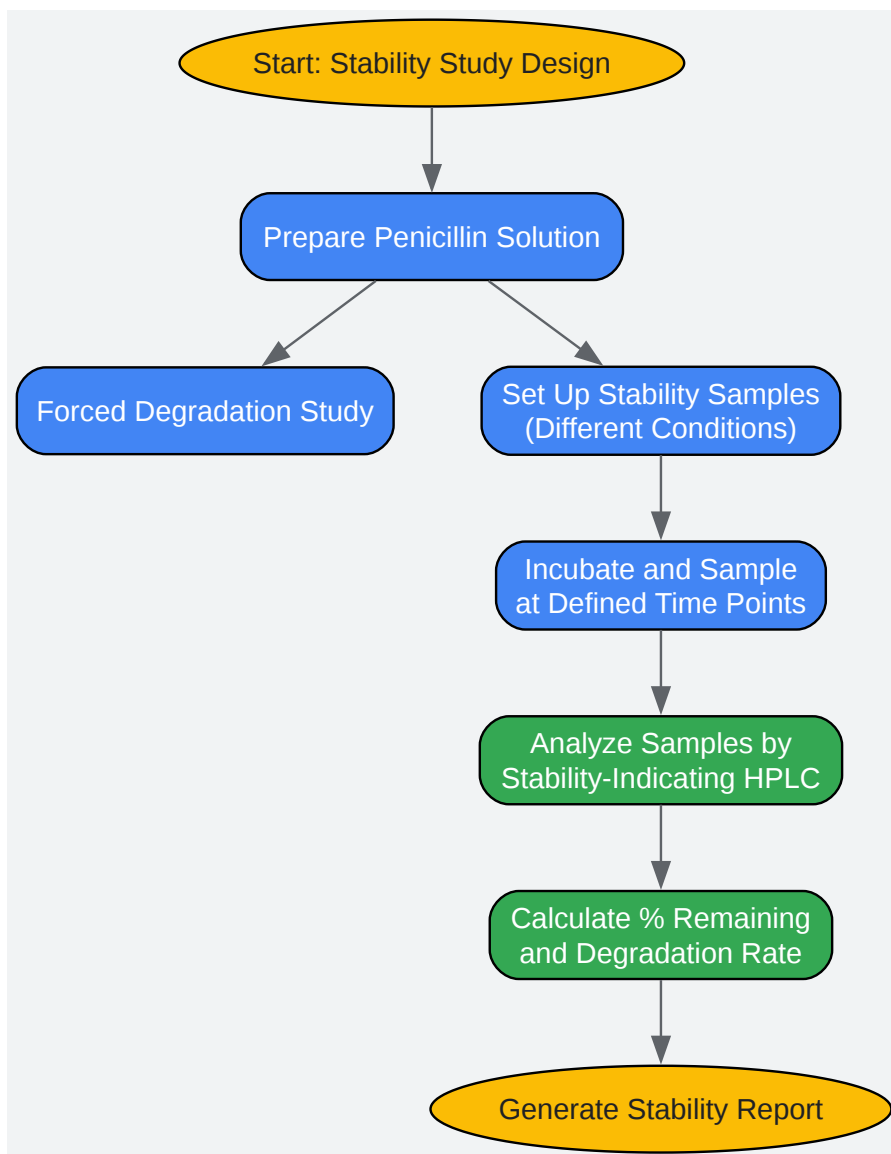 Start: Stability Study Design
Prepare Penicillin Solution
Forced Degradation Study
Set Up Stability Samples
(Different Conditions)
Incubate and Sample
at Defined Time Points
Analyze Samples by
Stability-Indicating HPLC
Calculate % Remaining
and Degradation Rate
Generate Stability Report